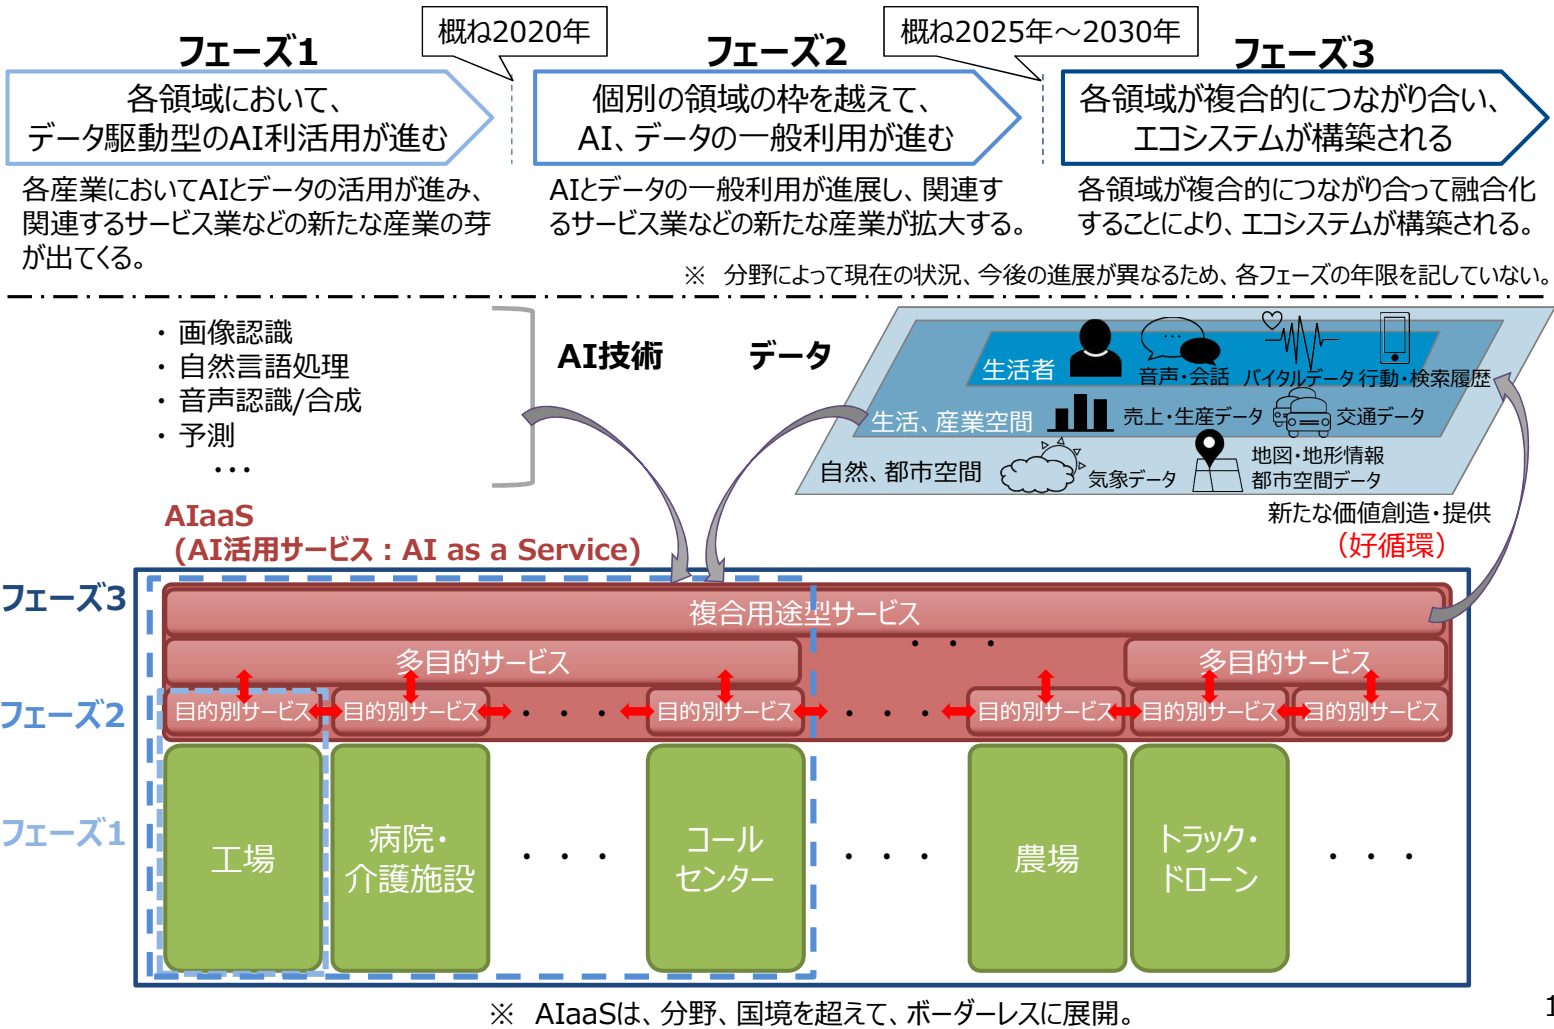 フェーズ1
概ね2020年
フェーズ2
概ね2025年～2030年
フェーズ3
各領域において、
データ駆動型のAI利活用が進む
個別の領域の枠を越えて、
AI、データの一般利用が進む
各領域が複合的につながり合い、
エコシステムが構築される
各産業においてAIとデータの活用が進み、
関連するサービス業などの新たな産業の芽
が出てくる。
AIとデータの一般利用が進展し、関連す
るサービス業などの新たな産業が拡大する。
各領域が複合的につながり合って融合化
することにより、エコシステムが構築される。
※　分野によって現在の状況、今後の進展が異なるため、各フェーズの年限を記していない。
・ 画像認識
・ 自然言語処理
・ 音声認識/合成
・ 予測
・・・
AI技術
データ
生活者
音声・会話
バイタルデータ
行動・検索履歴
生活、産業空間
売上・生産データ
交通データ
自然、都市空間
気象データ
地図・地形情報
都市空間データ
新たな価値創造・提供
（好循環）
AIaaS
(AI活用サービス：AI as a Service)
フェーズ3
複合用途型サービス
多目的サービス
・・・
多目的サービス
フェーズ2
目的別サービス
目的別サービス
・・・
目的別サービス
・・・
目的別サービス
目的別サービス
目的別サービス
フェーズ1
工場
病院・
介護施設
・・・
コール
センター
・・・
農場
トラック・
ドローン
・・・
※　AIaaSは、分野、国境を超えて、ボーダーレスに展開。
1